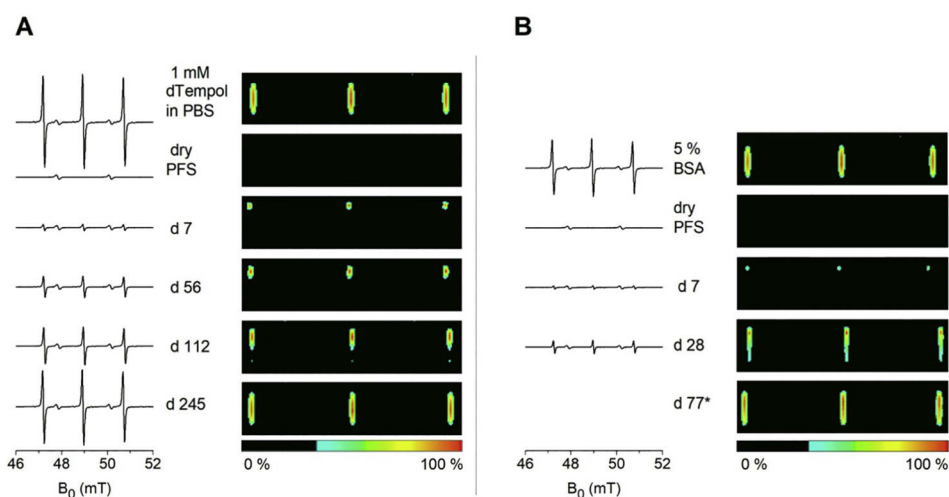 A
1 mM
dTempol
in PBS
dry
PFS
d 7
d 56
d 112
d 245
46 48 50 52
B0 (mT)
0 % 100 %
B
5 %
BSA
dry
PFS
d 7
d 28
d 77*
46 48 50 52
B0 (mT)
0 % 100 %